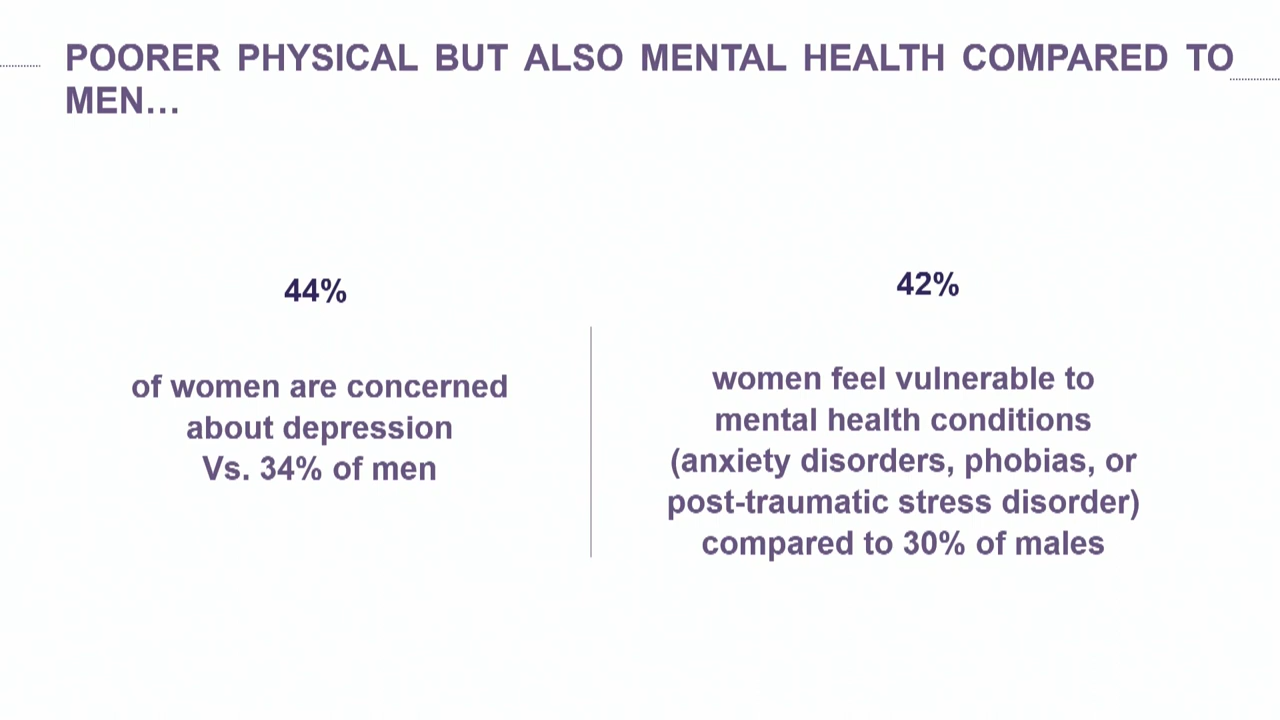 POORER PHYSICAL BUT ALSO MENTAL HEALTH COMPARED TO
MEN...
44%
of women are concerned
about depression
Vs. 34% of men
42%
women feel vulnerable to
mental health conditions
(anxiety disorders, phobias, or
post-traumatic stress disorder)
compared to 30% of males